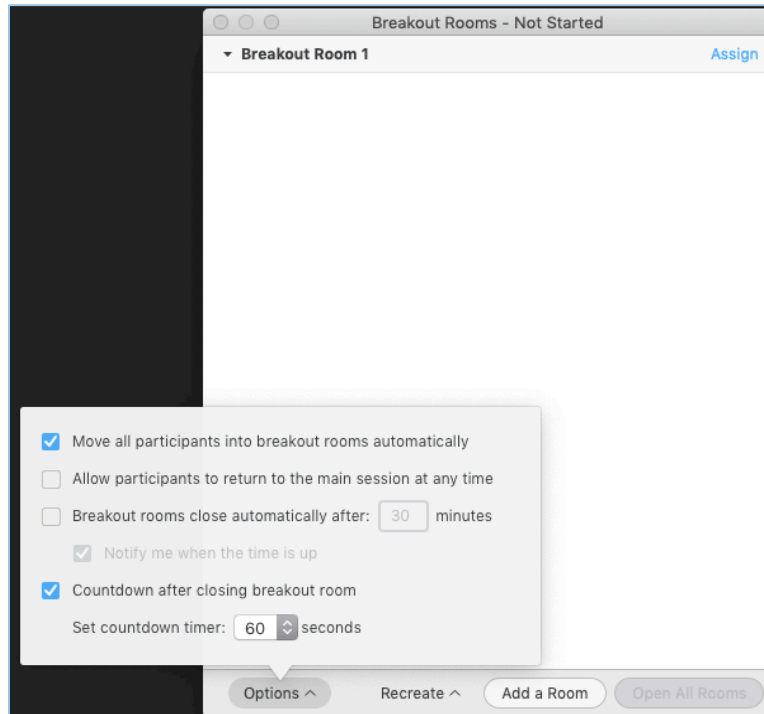 Breakout Rooms - Not Started
Breakout Room 1 Assign
Move all participants into breakout rooms automatically
Allow participants to return to the main session at any time
Breakout rooms close automatically after: 30 minutes
Notify me when the time is up
Countdown after closing breakout room
Set countdown timer: 60 seconds
Options Recreate Add a Room Open All Rooms